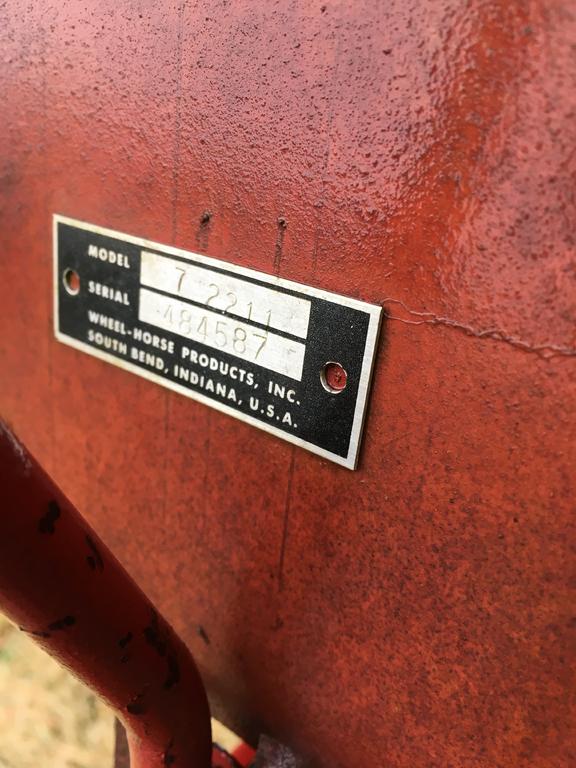 MODEL 7 2211
SERIAL 484587
WHEEL-HORSE PRODUCTS, INC.
SOUTH BEND, INDIANA, U.S.A.